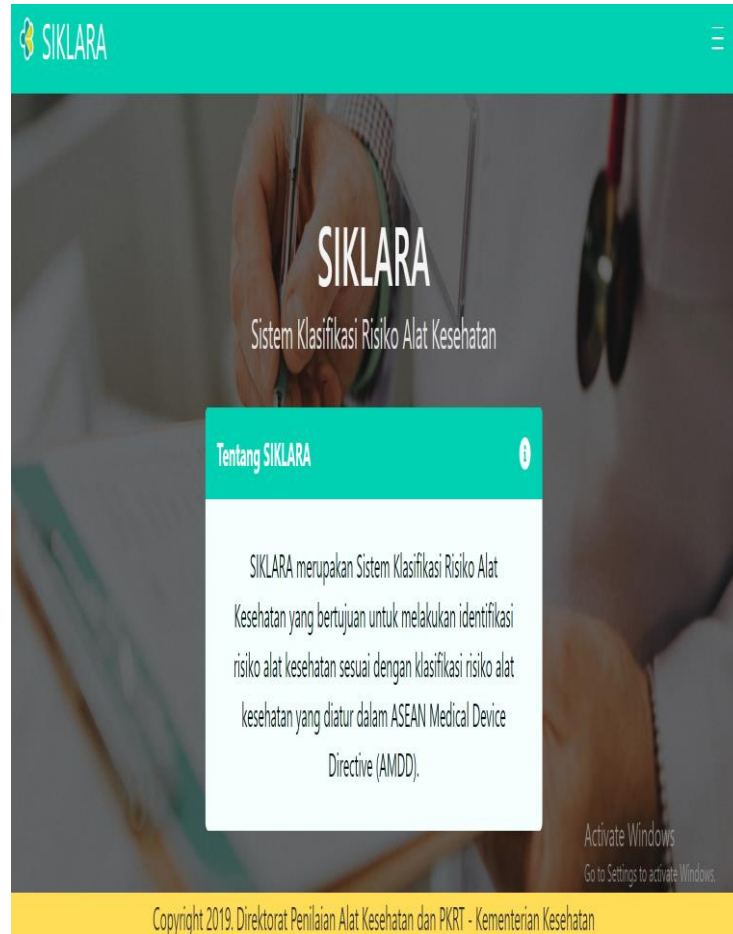 SIKLARA
SIKLARA
Sistem Klasifikasi Risiko Alat Kesehatan
Tentang SIKLARA
SIKLARA merupakan Sistem Klasifikasi Risiko Alat
Kesehatan yang bertujuan untuk melakukan identifikasi
risiko alat kesehatan sesuai dengan klasifikasi risiko alat
kesehatan yang diatur dalam ASEAN Medical Device
Directive (AMDD).
Activate Windows
Go to Settings to activate Windows.
Copyright 2019. Direktorat Penilaian Alat Kesehatan dan PKRT - Kementerian Kesehatan